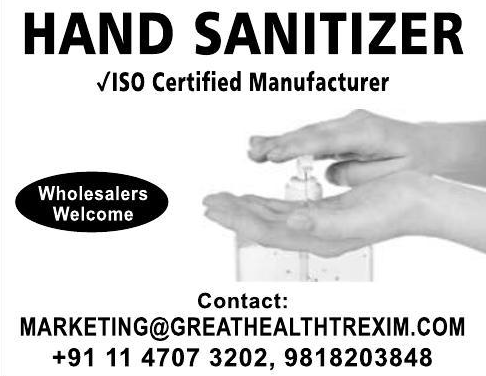 HAND SANITIZER
√ISO Certified Manufacturer
Wholesalers
Welcome
Contact:
MARKETING@GREATHEALTHTREXIM.COM
+91 11 4707 3202, 9818203848